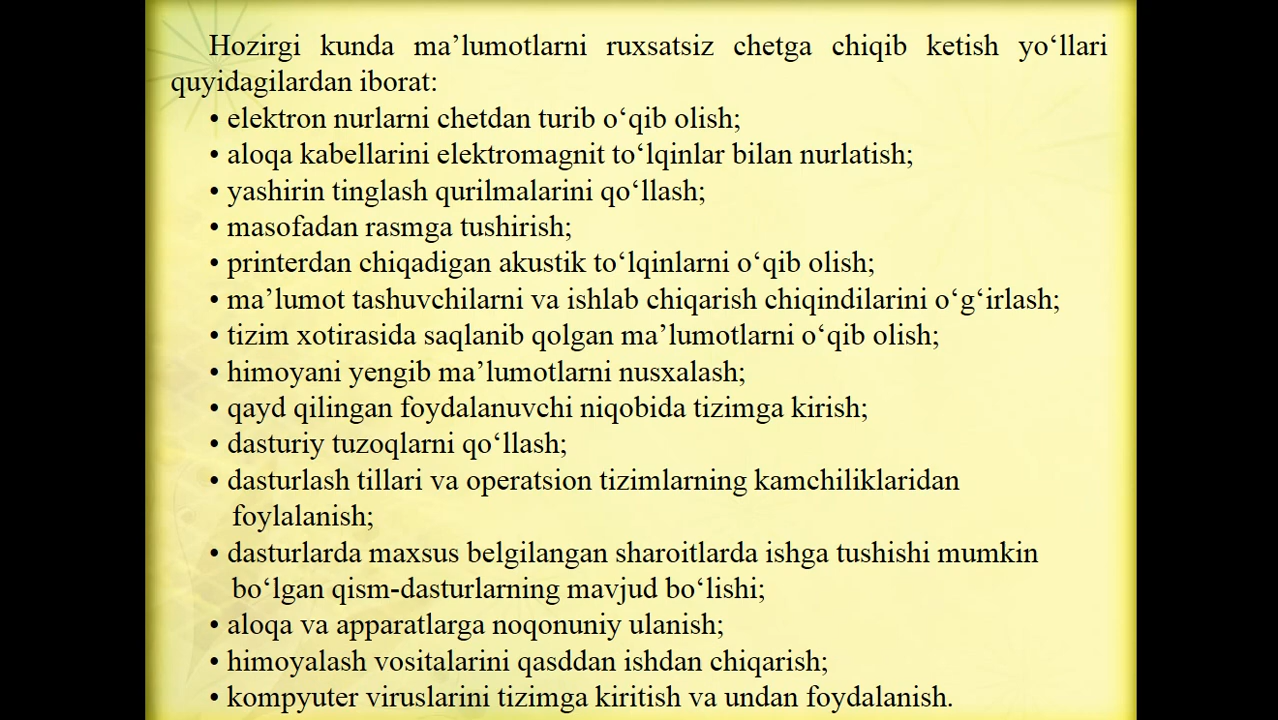 Hozirgi kunda ma’lumotlarni ruxsatsiz chetga chiqib ketish yo‘llari
quyidagilardan iborat:
• elektron nurlarni chetdan turib o‘qib olish;
• aloqa kabellarini elektromagnit to‘lqinlar bilan nurlatish;
• yashirin tinglash qurilmalarini qo‘llash;
• masofadan rasmga tushirish;
• printerdan chiqadigan akustik to‘lqinlarni o‘qib olish;
• ma’lumot tashuvchilarni va ishlab chiqarish chiqindilarini o‘g‘irlash;
• tizim xotirasida saqlanib qolgan ma’lumotlarni o‘qib olish;
• himoyani yengib ma’lumotlarni nusxalash;
• qayd qilingan foydalanuvchi niqobida tizimga kirish;
• dasturiy tuzoqlarni qo‘llash;
• dasturlash tillari va operatsion tizimlarning kamchiliklaridan
foylalanish;
• dasturlarda maxsus belgilangan sharoitlarda ishga tushishi mumkin
bo‘lgan qism-dasturlarning mavjud bo‘lishi;
• aloqa va apparatlarga noqonuniy ulanish;
• himoyalash vositalarini qasddan ishdan chiqarish;
• kompyuter viruslarini tizimga kiritish va undan foydalanish.